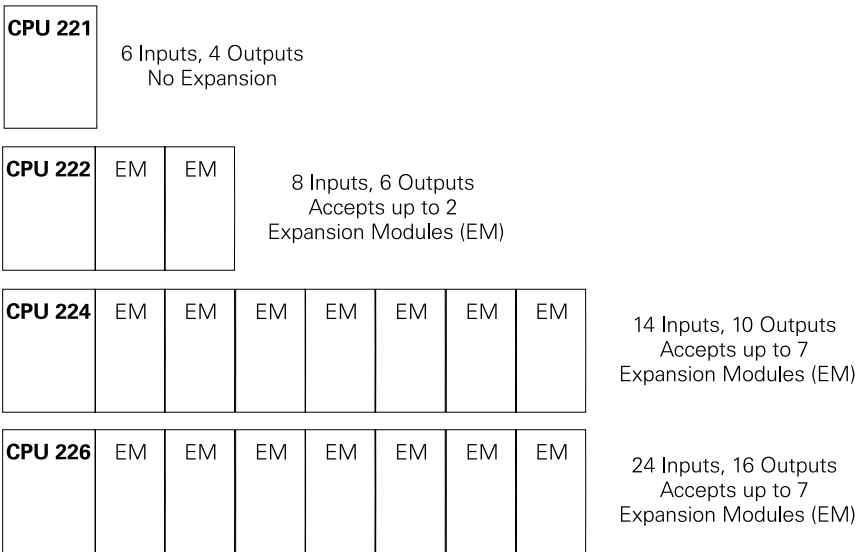 CPU 221
6 Inputs, 4 Outputs
No Expansion
CPU 222 EM EM
8 Inputs, 6 Outputs
Accepts up to 2
Expansion Modules (EM)
CPU 224 EM EM EM EM EM EM EM
14 Inputs, 10 Outputs
Accepts up to 7
Expansion Modules (EM)
CPU 226 EM EM EM EM EM EM EM
24 Inputs, 16 Outputs
Accepts up to 7
Expansion Modules (EM)